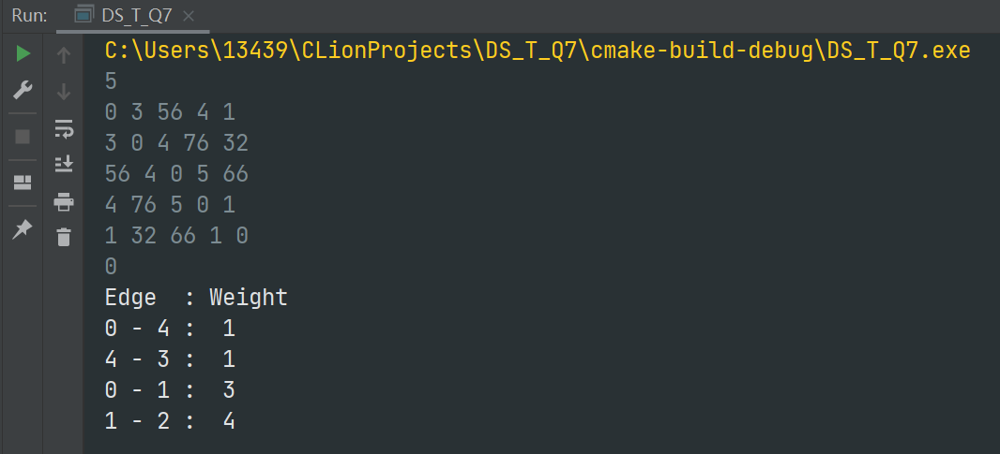 Run: DS_T_Q7
C:\Users\13439\CLionProjects\DS_T_Q7\cmake-build-debug\DS_T_Q7.exe
5
0 3 56 4 1
3 0 4 76 32
56 4 0 5 66
4 76 5 0 1
1 32 66 1 0
0
Edge  : Weight
0 - 4 :  1
4 - 3 :  1
0 - 1 :  3
1 - 2 :  4